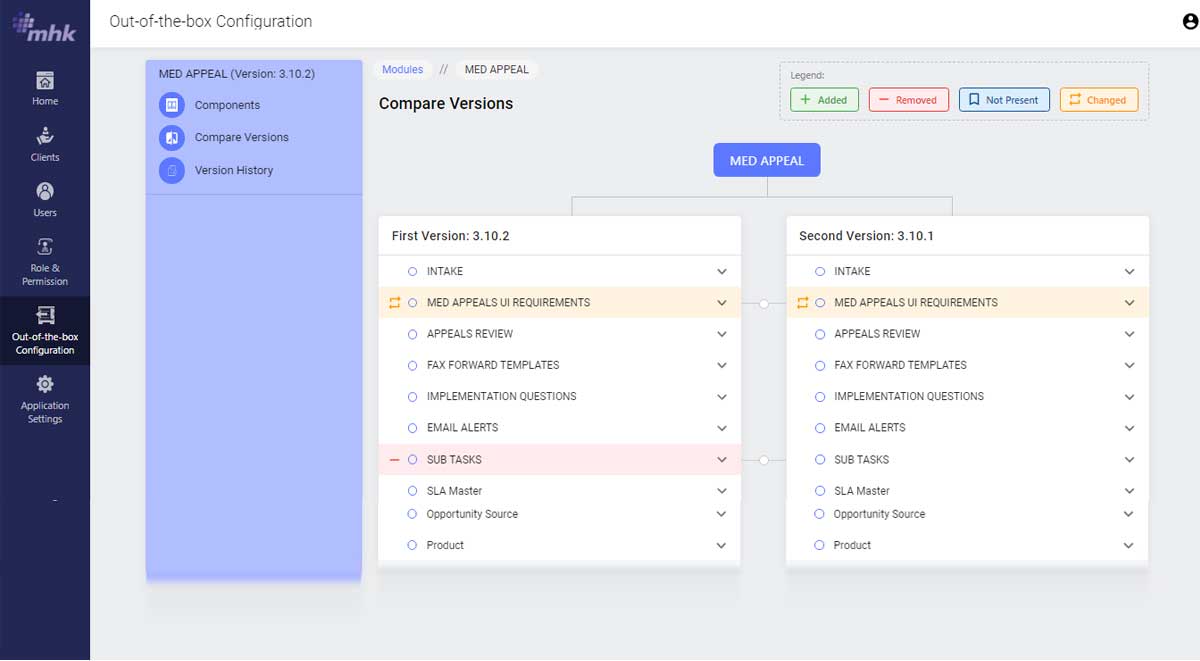 mhk
Out-of-the-box Configuration
Home
Clients
Users
Role &
Permission
Out-of-the-box
Configuration
Application
Settings
MED APPEAL (Version: 3.10.2)
Components
Compare Versions
Version History
Modules // MED APPEAL
Compare Versions
Legend:
Added
Removed
Not Present
Changed
MED APPEAL
First Version: 3.10.2
INTAKE
MED APPEALS UI REQUIREMENTS
APPEALS REVIEW
FAX FORWARD TEMPLATES
IMPLEMENTATION QUESTIONS
EMAIL ALERTS
SUB TASKS
SLA Master
Opportunity Source
Product
Second Version: 3.10.1
INTAKE
MED APPEALS UI REQUIREMENTS
APPEALS REVIEW
FAX FORWARD TEMPLATES
IMPLEMENTATION QUESTIONS
EMAIL ALERTS
SUB TASKS
SLA Master
Opportunity Source
Product